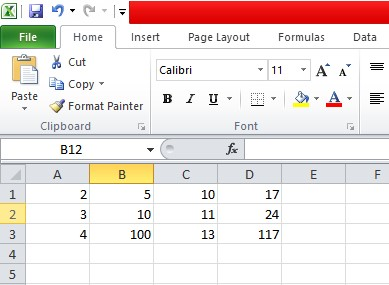 File Home Insert Page Layout Formulas Data
Cut
Calibri 11 A A
Copy
Paste
Format Painter
B I U A
Clipboard Font
B12 fx
A B C D E F
1 2 5 10 17
2 3 10 11 24
3 4 100 13 117
4
5